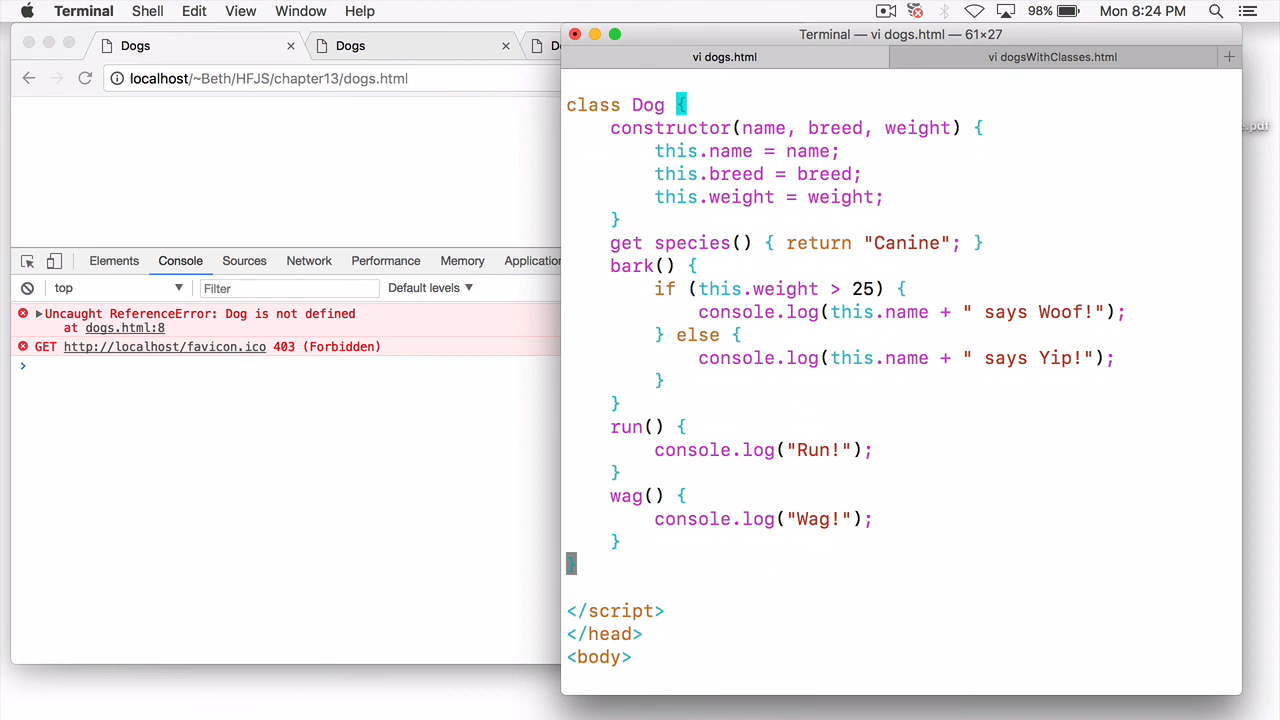 Terminal Shell Edit View Window Help 98% Mon 8:24 PM
Dogs
Dogs
localhost/~Beth/HFJS/chapter13/dogs.html
Elements Console Sources Network Performance Memory Application
top Filter Default levels
Uncaught ReferenceError: Dog is not defined
at dogs.html:8
GET http://localhost/favicon.ico 403 (Forbidden)
>
Terminal — vi dogs.html — 61×27
vi dogs.html vi dogsWithClasses.html
class Dog {
constructor(name, breed, weight) {
this.name = name;
this.breed = breed;
this.weight = weight;
}
get species() { return "Canine"; }
bark() {
if (this.weight > 25) {
console.log(this.name + " says Woof!");
} else {
console.log(this.name + " says Yip!");
}
}
run() {
console.log("Run!");
}
wag() {
console.log("Wag!");
}
}
</script>
</head>
<body>
.pdf